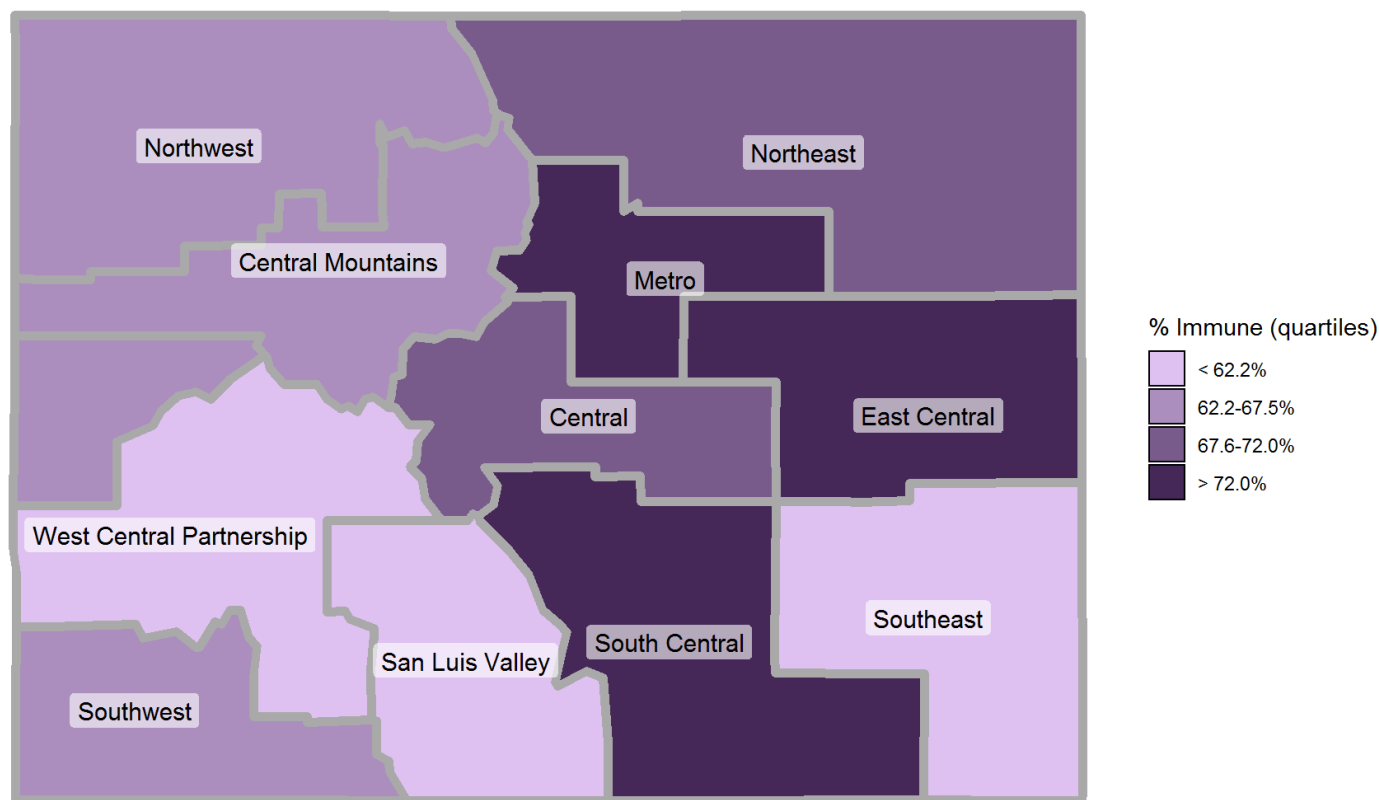 Northwest
Northeast
Central Mountains
Metro
Central
East Central
West Central Partnership
Southeast
South Central
San Luis Valley
Southwest
% Immune (quartiles)
< 62.2%
62.2-67.5%
67.6-72.0%
> 72.0%